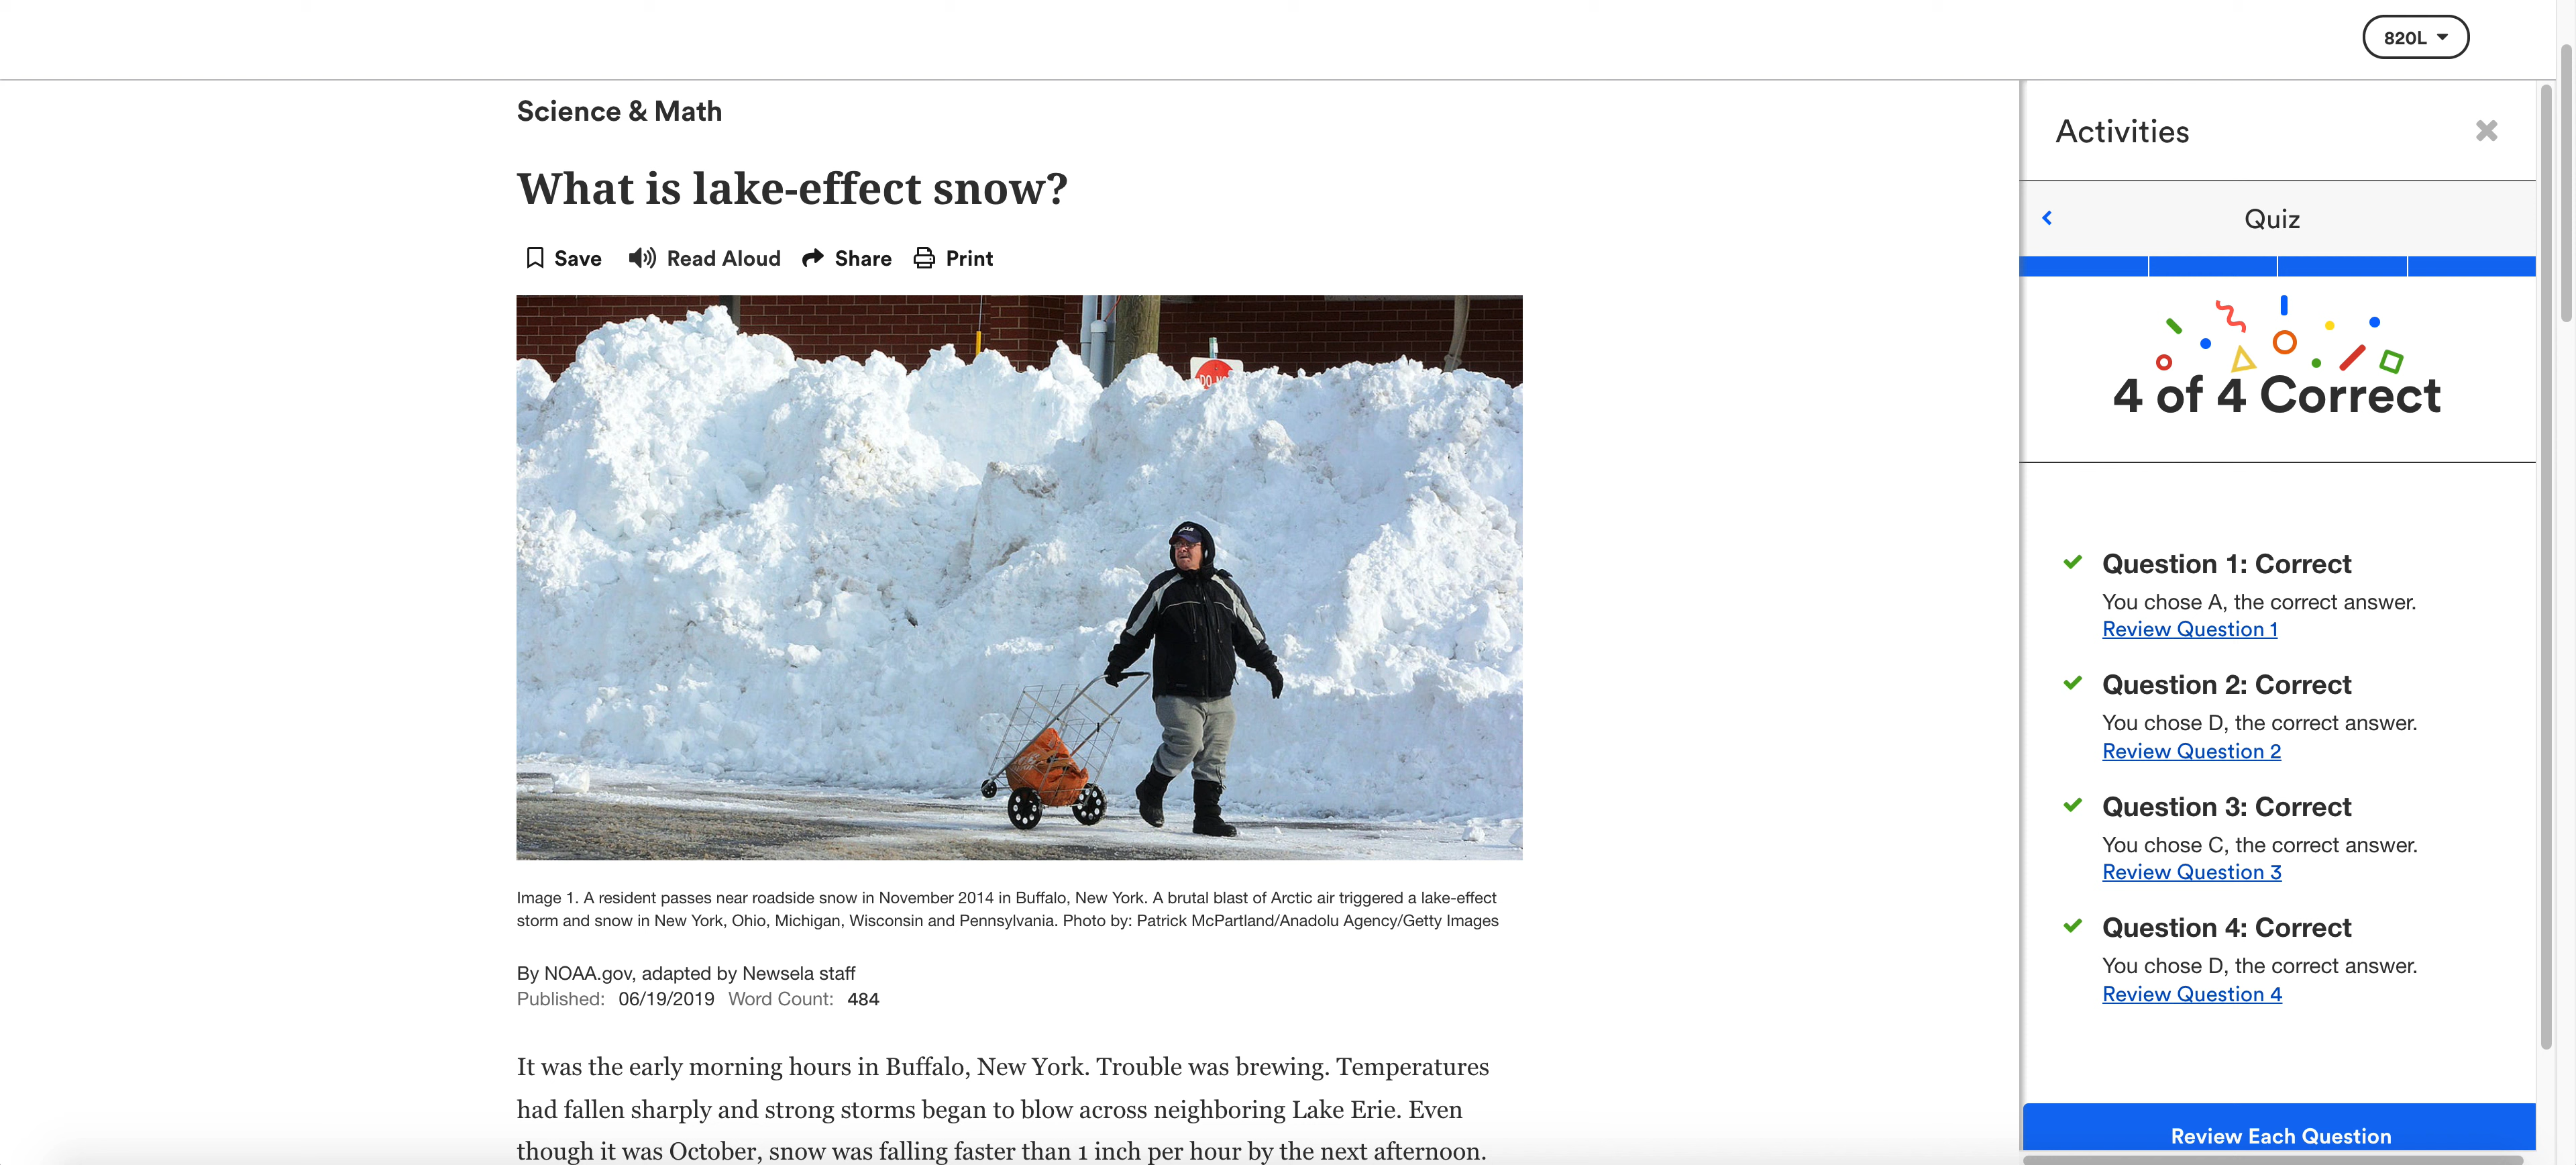 820L
Science & Math
What is lake-effect snow?
Save Read Aloud Share Print
DO NO
Image 1. A resident passes near roadside snow in November 2014 in Buffalo, New York. A brutal blast of Arctic air triggered a lake-effect
storm and snow in New York, Ohio, Michigan, Wisconsin and Pennsylvania. Photo by: Patrick McPartland/Anadolu Agency/Getty Images
By NOAA.gov, adapted by Newsela staff
Published: 06/19/2019 Word Count: 484
It was the early morning hours in Buffalo, New York. Trouble was brewing. Temperatures
had fallen sharply and strong storms began to blow across neighboring Lake Erie. Even
though it was October, snow was falling faster than 1 inch per hour by the next afternoon.
Activities
Quiz
4 of 4 Correct
Question 1: Correct
You chose A, the correct answer.
Review Question 1
Question 2: Correct
You chose D, the correct answer.
Review Question 2
Question 3: Correct
You chose C, the correct answer.
Review Question 3
Question 4: Correct
You chose D, the correct answer.
Review Question 4
Review Each Question